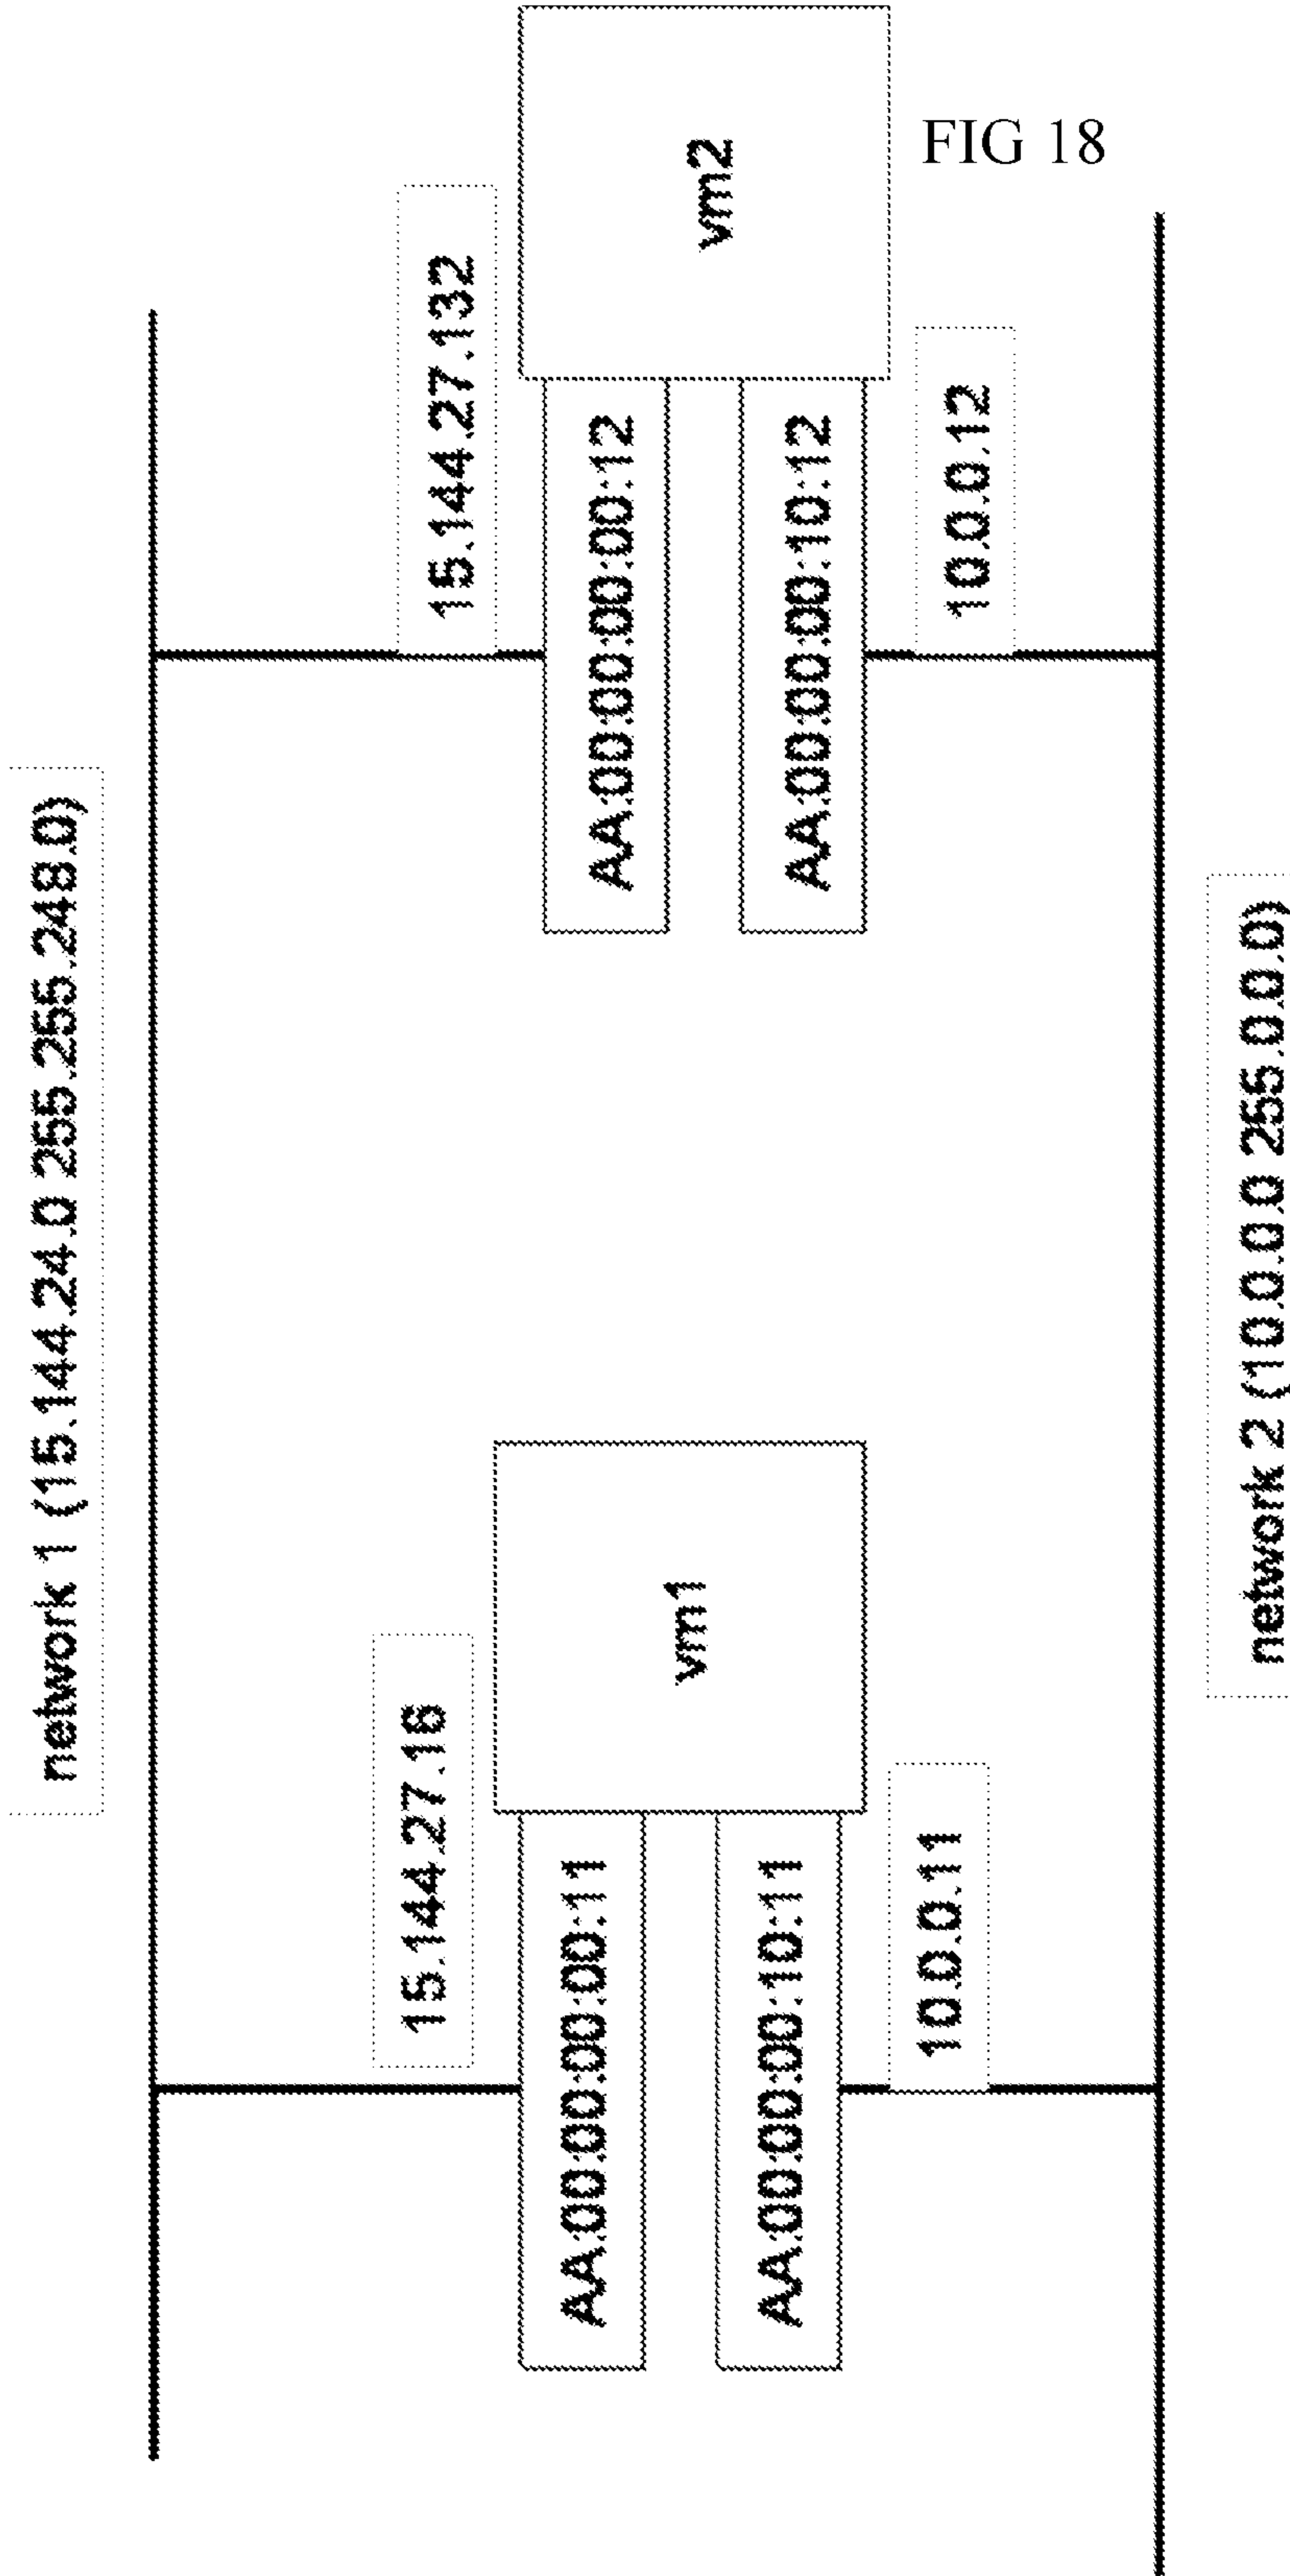 network 1 (15.144.24.0 255.255.248.0)
15.144.27.16
15.144.27.132
AA:00:00:00:00:11
vm1
AA:00:00:00:00:12
vm2
AA:00:00:00:10:11
AA:00:00:00:10:12
10.0.0.11
10.0.0.12
network 2 (10.0.0.0 255.0.0.0)
FIG 18